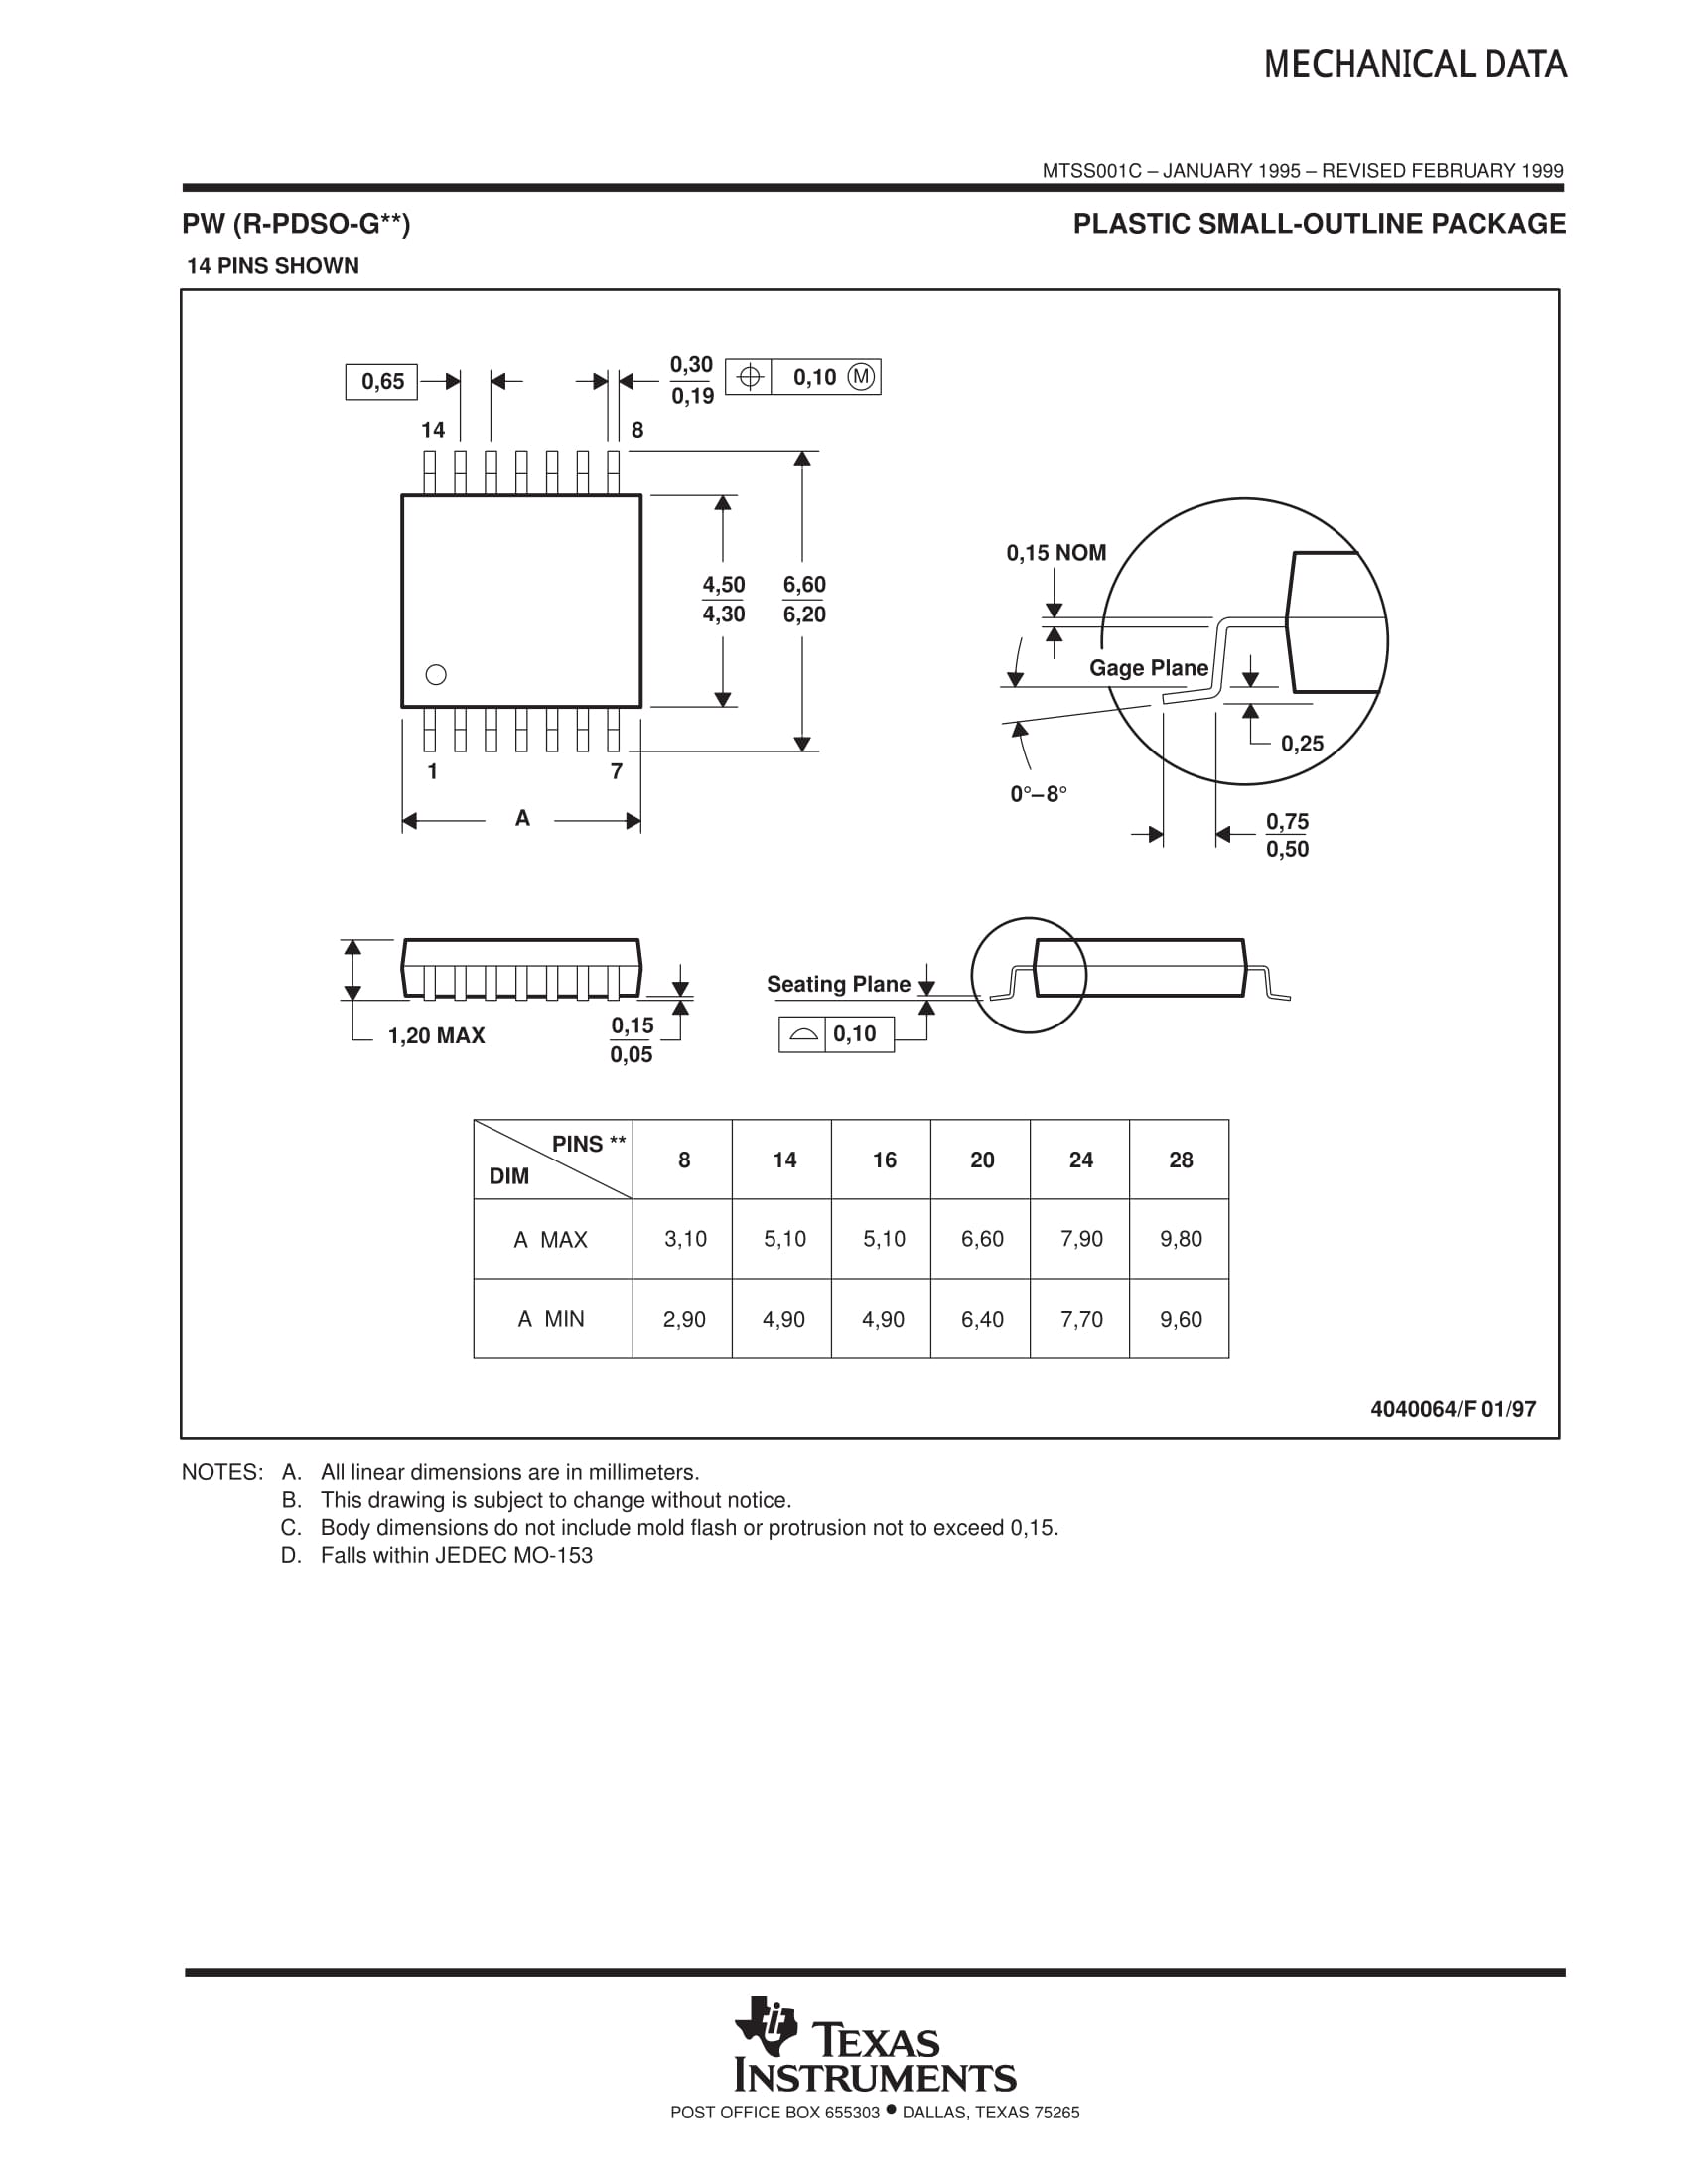 MECHANICAL DATA
MTSS001C – JANUARY 1995 – REVISED FEBRUARY 1999
PW (R-PDSO-G**)
PLASTIC SMALL-OUTLINE PACKAGE
14 PINS SHOWN
0,65
0,30
0,19
0,10 M
14
8
4,50
4,30
6,60
6,20
1
7
A
0,15 NOM
Gage Plane
0,25
0°–8°
0,75
0,50
1,20 MAX
0,15
0,05
Seating Plane
0,10
PINS **
DIM
8 14 16 20 24 28
A MAX 3,10 5,10 5,10 6,60 7,90 9,80
A MIN 2,90 4,90 4,90 6,40 7,70 9,60
4040064/F 01/97
NOTES: A. All linear dimensions are in millimeters.
B. This drawing is subject to change without notice.
C. Body dimensions do not include mold flash or protrusion not to exceed 0,15.
D. Falls within JEDEC MO-153
TEXAS
INSTRUMENTS
POST OFFICE BOX 655303 • DALLAS, TEXAS 75265